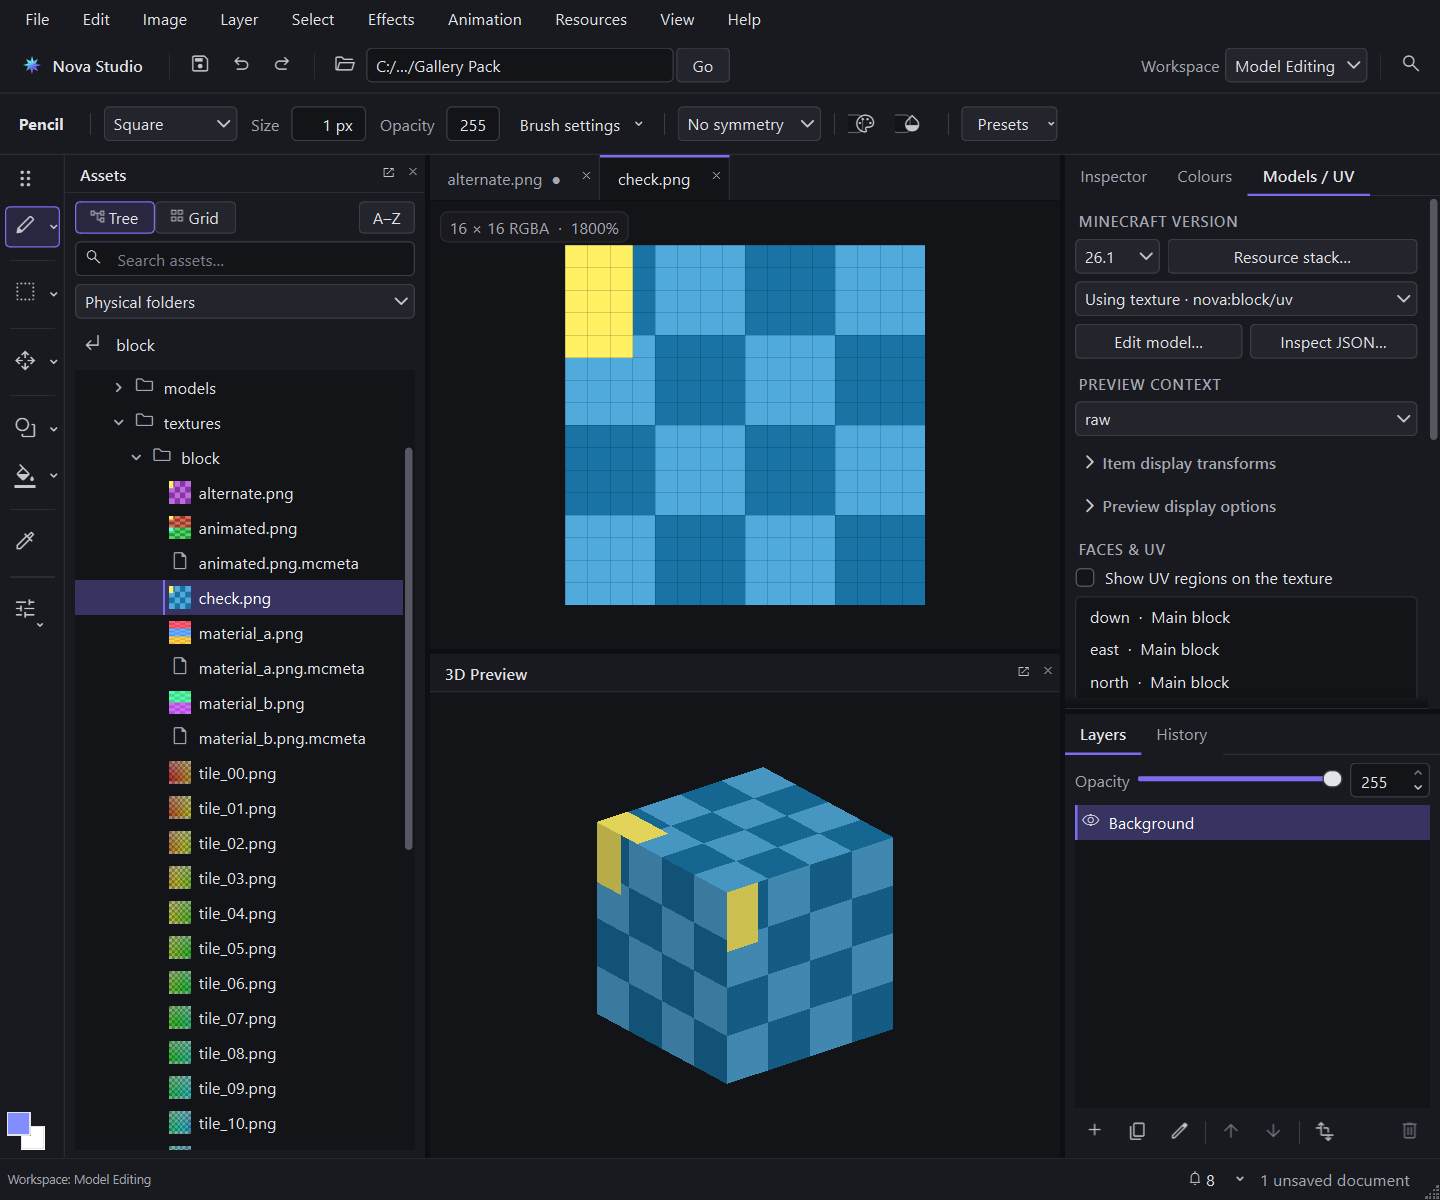 File Edit Image Layer Select Effects Animation Resources View Help
Nova Studio C:/.../Gallery Pack Go Workspace Model Editing
Pencil Square Size 1 px Opacity 255 Brush settings No symmetry Presets
Assets
Tree Grid A–Z
Search assets...
Physical folders
block
models
textures
block
alternate.png
animated.png
animated.png.mcmeta
check.png
material_a.png
material_a.png.mcmeta
material_b.png
material_b.png.mcmeta
tile_00.png
tile_01.png
tile_02.png
tile_03.png
tile_04.png
tile_05.png
tile_06.png
tile_07.png
tile_08.png
tile_09.png
tile_10.png
alternate.png check.png
16 × 16 RGBA · 1800%
3D Preview
Inspector Colours Models / UV
MINECRAFT VERSION
26.1 Resource stack...
Using texture · nova:block/uv
Edit model... Inspect JSON...
PREVIEW CONTEXT
raw
Item display transforms
Preview display options
FACES & UV
Show UV regions on the texture
down · Main block
east · Main block
north · Main block
Layers History
Opacity 255
Background
Workspace: Model Editing 8 1 unsaved document